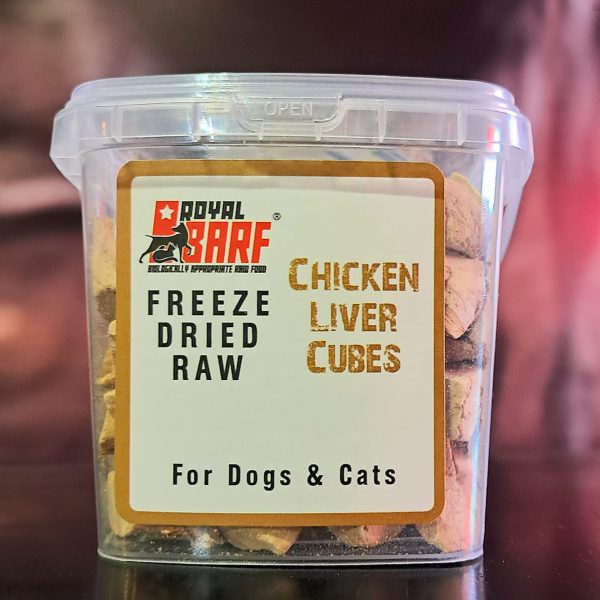 OPEN
ROYAL
BARF ®
BIOLOGICALLY APPROPRIATE RAW FOOD
FREEZE
DRIED
RAW
CHICKEN
LIVER
CUBES
For Dogs & Cats